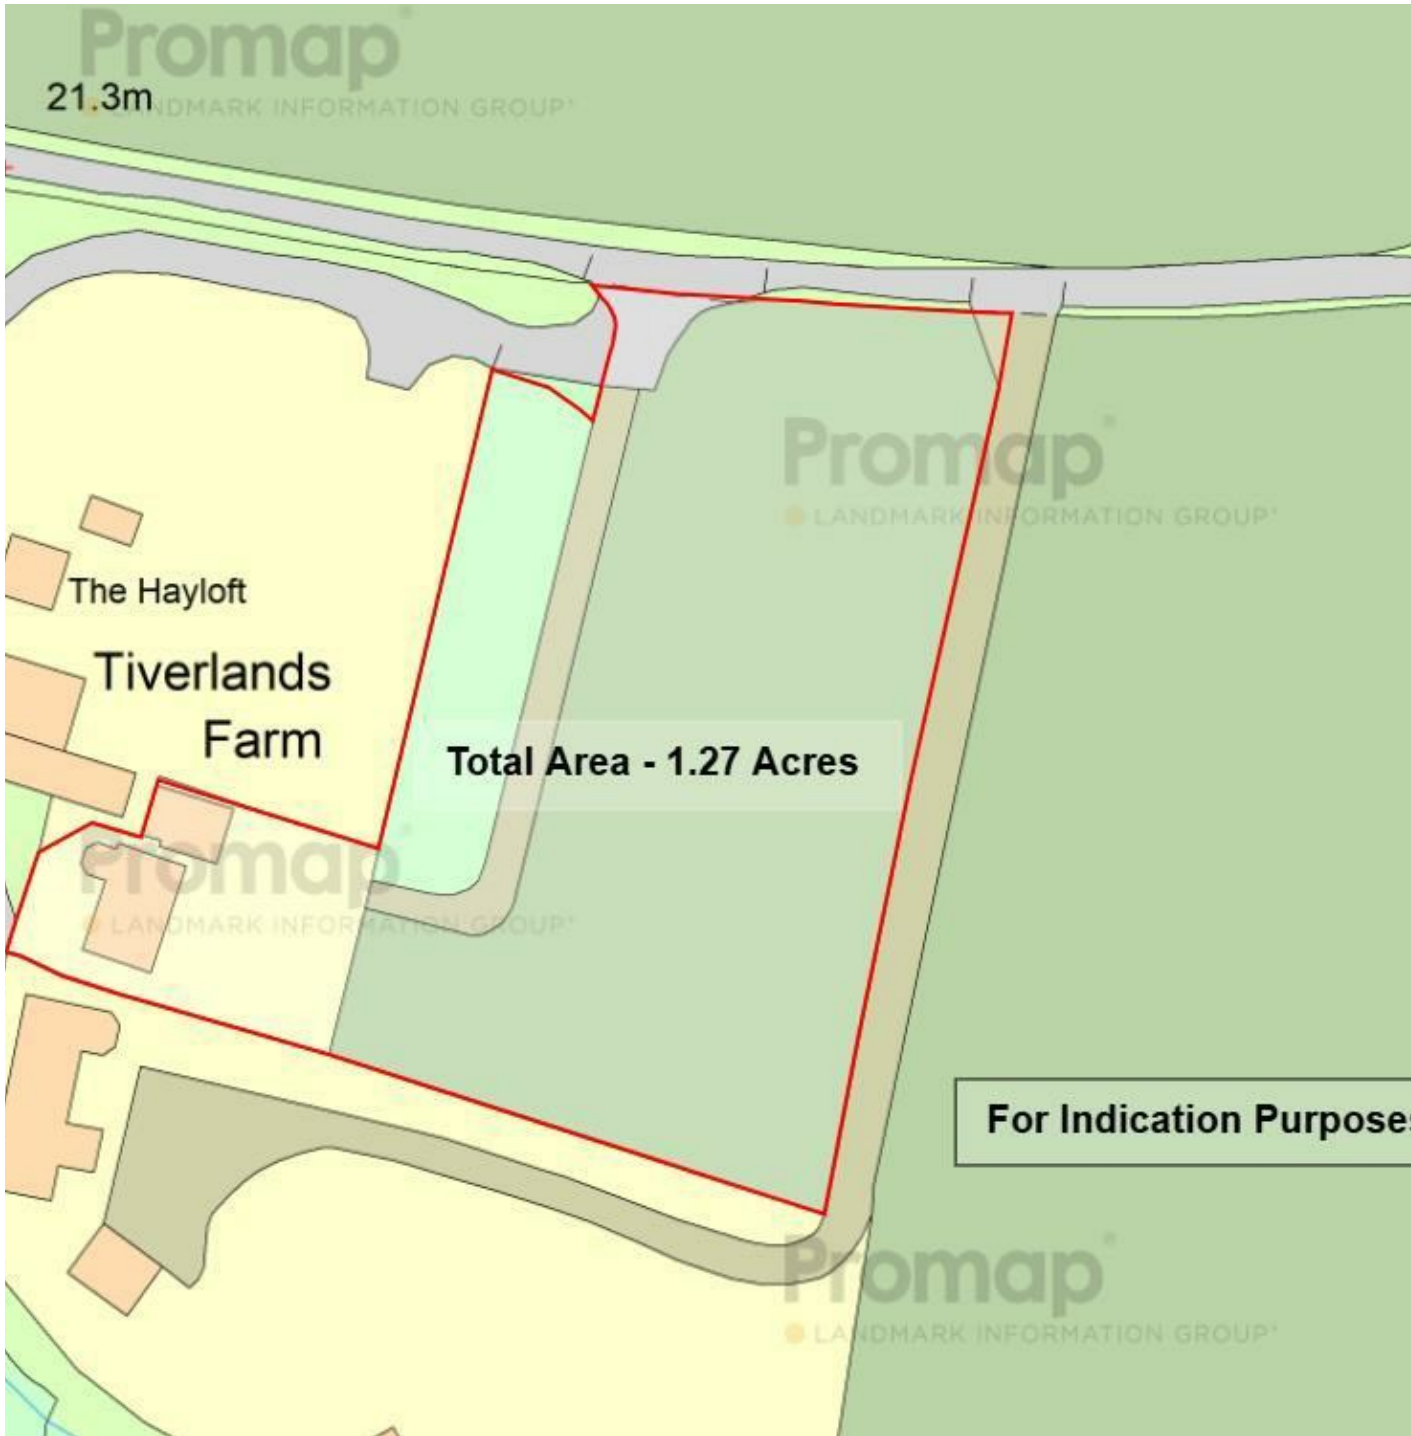 Promap
21.3m
LANDMARK INFORMATION GROUP
Promap
LANDMARK INFORMATION GROUP
The Hayloft
Tiverlands
Farm
Total Area - 1.27 Acres
Promap
LANDMARK INFORMATION GROUP
For Indication Purposes
Promap
LANDMARK INFORMATION GROUP